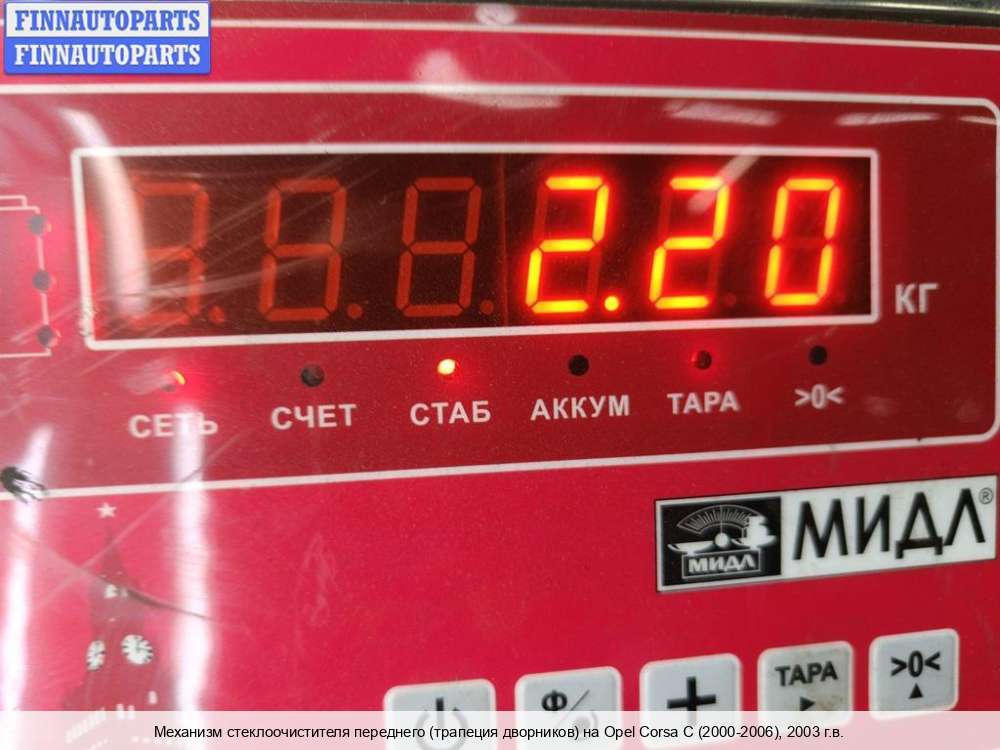 FINNAUTOPARTS
FINNAUTOPARTS
2.20
КГ
СЕТЬ СЧЕТ СТАБ АККУМ ТАРА >0<
МИДЛ МИДЛ®
Ф + ТАРА >0<
Механизм стеклоочистителя переднего (трапеция дворников) на Opel Corsa C (2000-2006), 2003 г.в.